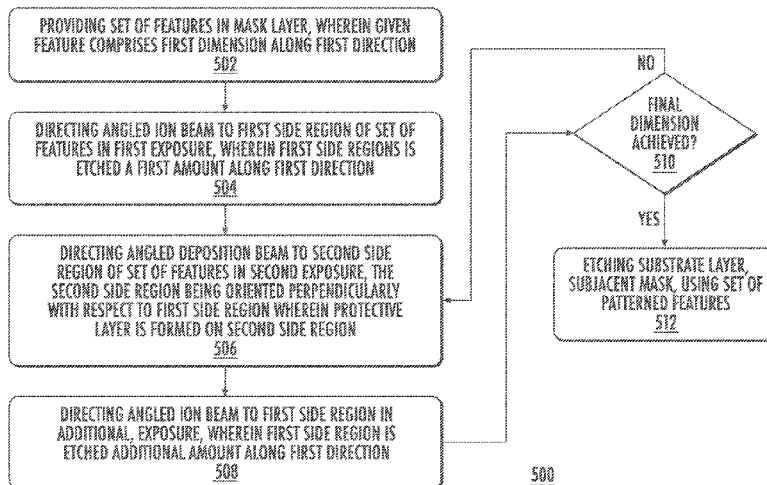 PROVIDING SET OF FEATURES IN MASK LAYER, WHEREIN GIVEN
FEATURE COMPRISES FIRST DIMENSION ALONG FIRST DIRECTION
502
DIRECTING ANGLED ION BEAM TO FIRST SIDE REGION OF SET OF
FEATURES IN FIRST EXPOSURE, WHEREIN FIRST SIDE REGIONS IS
ETCHED A FIRST AMOUNT ALONG FIRST DIRECTION
504
DIRECTING ANGLED DEPOSITION BEAM TO SECOND SIDE
REGION OF SET OF FEATURES IN SECOND EXPOSURE, THE
SECOND SIDE REGION BEING ORIENTED PERPENDICULARLY
WITH RESPECT TO FIRST SIDE REGION WHEREIN PROTECTIVE
LAYER IS FORMED ON SECOND SIDE REGION
506
DIRECTING ANGLED ION BEAM TO FIRST SIDE REGION IN
ADDITIONAL, EXPOSURE, WHEREIN FIRST SIDE REGION IS
ETCHED ADDITIONAL AMOUNT ALONG FIRST DIRECTION
508
NO
FINAL
DIMENSION
ACHIEVED?
510
YES
ETCHING SUBSTRATE LAYER,
SUBJACENT MASK, USING SET OF
PATTERNED FEATURES
512
500